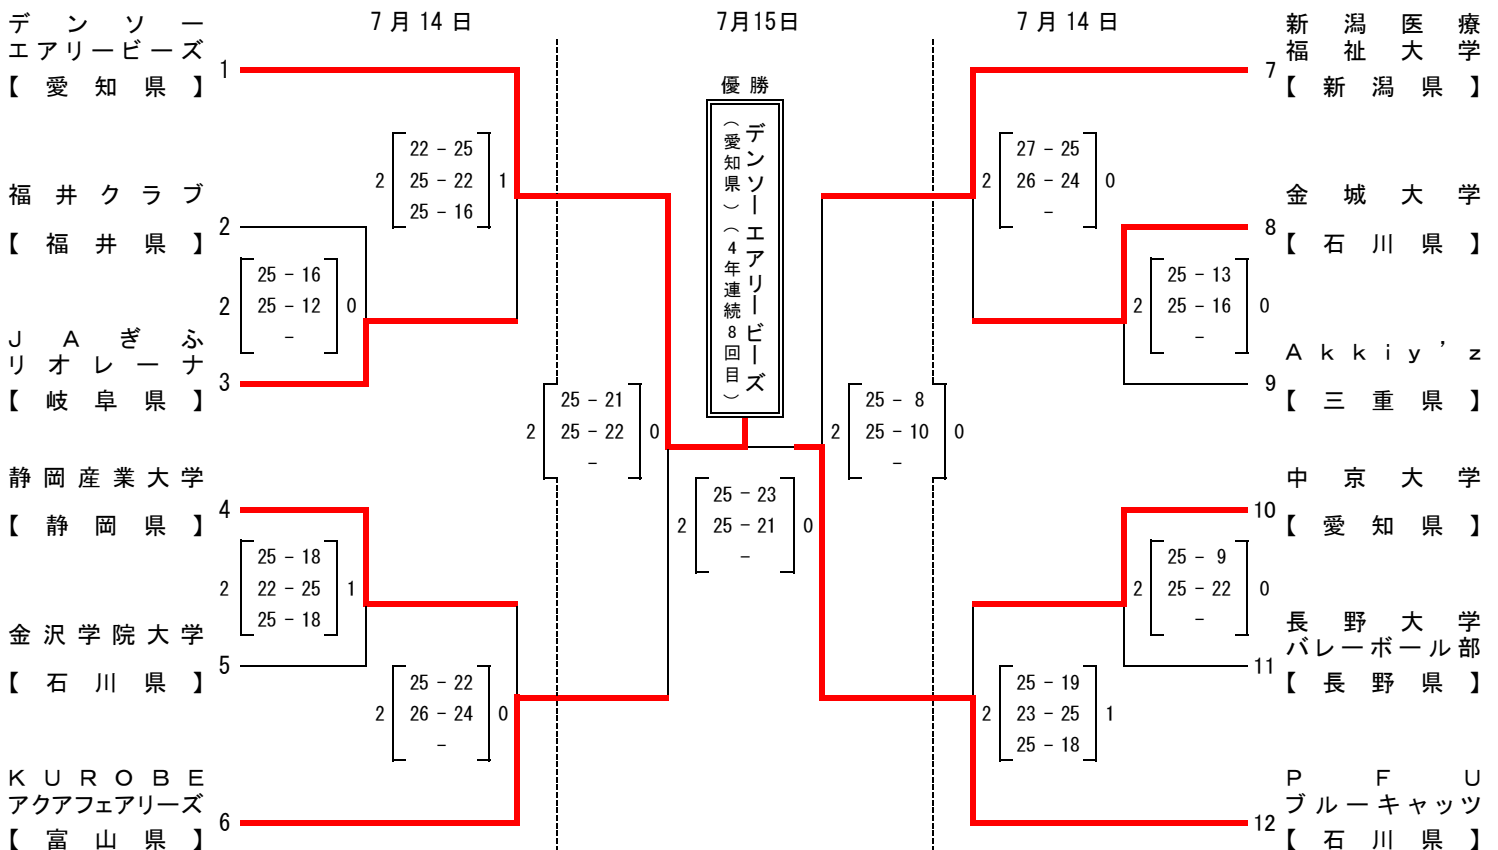 7月14日
7月15日
7月14日
デンソー
エアリービーズ
【愛知県】
1
福井クラブ
【福井県】
2
JAぎふ
リオレーナ
【岐阜県】
3
静岡産業大学
【静岡県】
4
金沢学院大学
【石川県】
5
KUROBE
アクアフェアリーズ
【富山県】
6
2
22 - 25
25 - 22
25 - 16
1
2
25 - 16
25 - 12
-
0
2
25 - 18
22 - 25
25 - 18
1
2
25 - 22
26 - 24
-
0
2
25 - 21
25 - 22
-
0
優勝
デンソーエアリービーズ
（愛知県）（4年連続8回目）
2
25 - 23
25 - 21
-
0
2
25 - 8
25 - 10
-
0
2
27 - 25
26 - 24
-
0
2
25 - 13
25 - 16
-
0
2
25 - 9
25 - 22
-
0
2
25 - 19
23 - 25
25 - 18
1
新潟医療
福祉大学
7
【新潟県】
金城大学
8
【石川県】
Akkiy’z
9
【三重県】
中京大学
10
【愛知県】
長野大学
バレーボール部
11
【長野県】
PFU
ブルーキャッツ
12
【石川県】